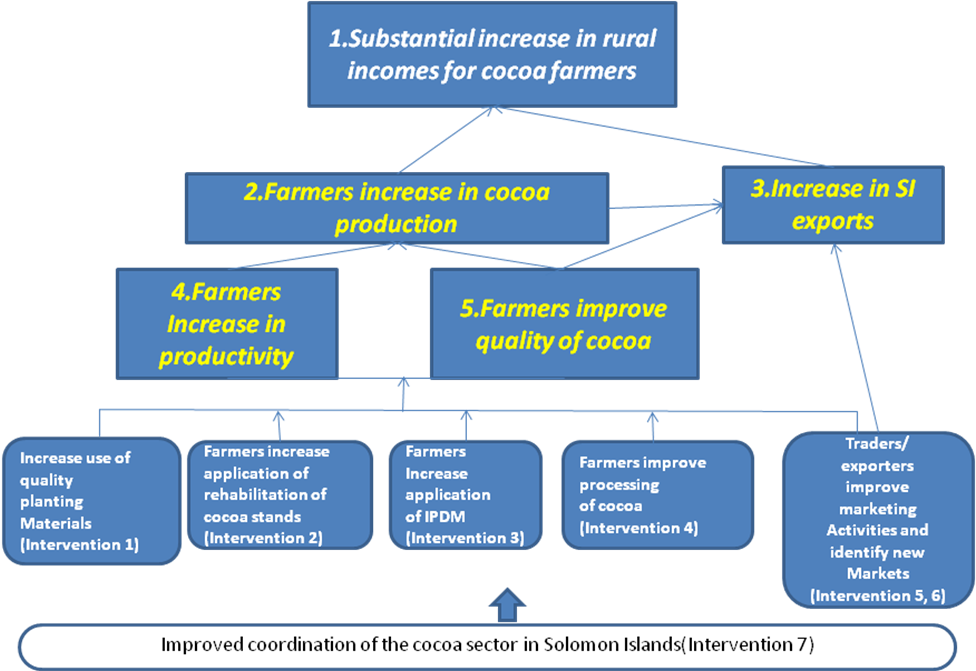 1.Substantial increase in rural
incomes for cocoa farmers
2.Farmers increase in cocoa
production
3.Increase in SI
exports
4.Farmers
Increase in
productivity
5.Farmers improve
quality of cocoa
Increase use of
quality
planting
Materials
(Intervention 1)
Farmers increase
application of
rehabilitation of
cocoa stands
(Intervention 2)
Farmers
Increase
application
of IPDM
(Intervention 3)
Farmers improve
processing
of cocoa
(Intervention 4)
Traders/
exporters
improve
marketing
Activities and
identify new
Markets
(Intervention 5, 6)
Improved coordination of the cocoa sector in Solomon Islands(Intervention 7)